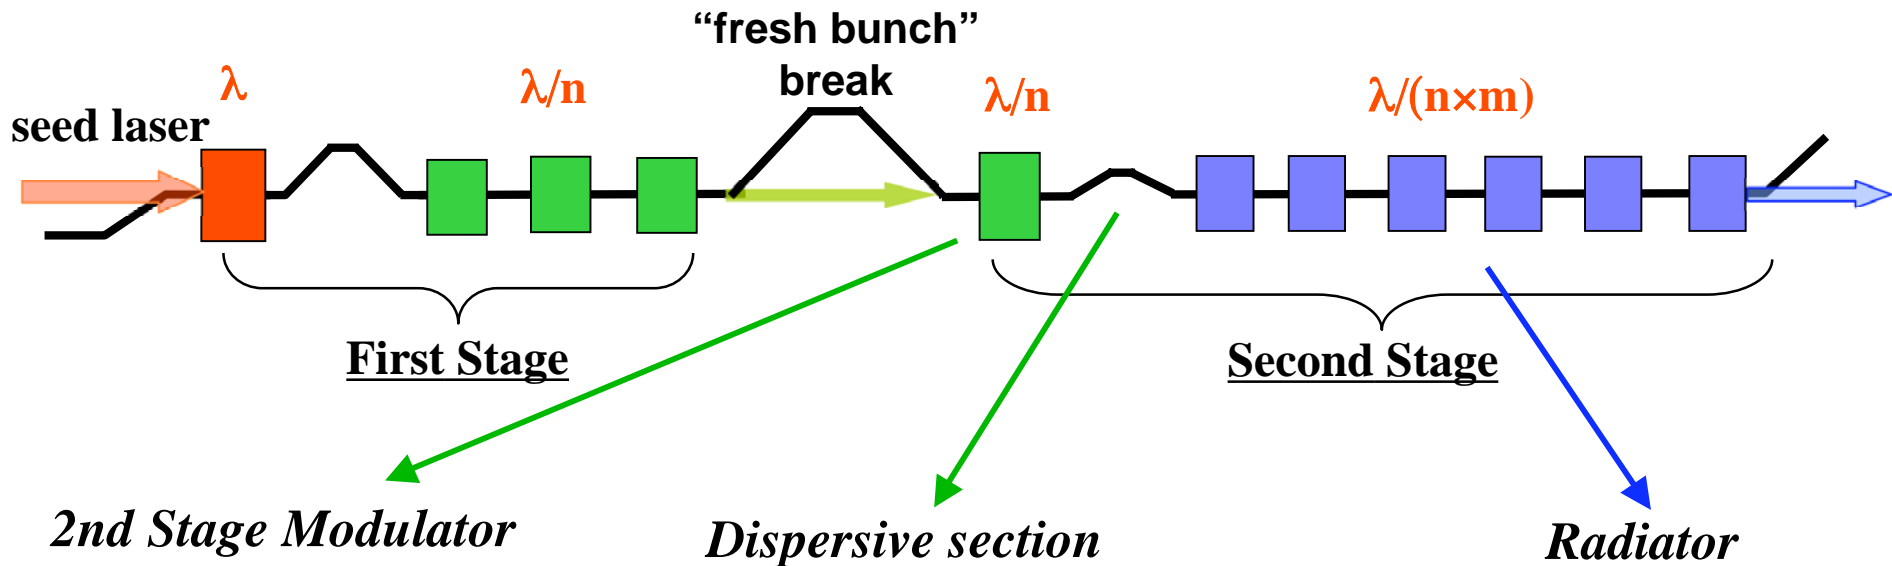 “fresh bunch”
break
λ
λ/n
λ/n
λ/(n×m)
seed laser
First Stage
Second Stage
2nd Stage Modulator
Dispersive section
Radiator